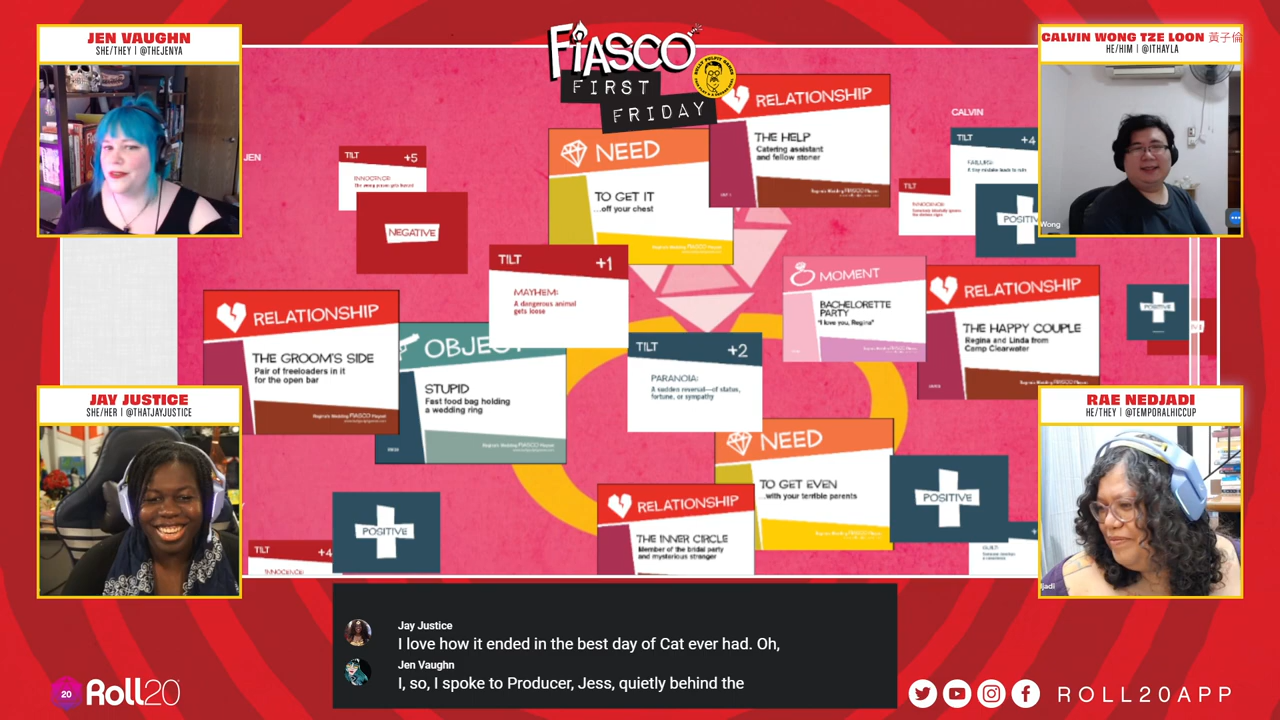 JEN VAUGHN
SHE/THEY | @THEJENYA
FIASCO
FIRST
FRIDAY
CALVIN WONG TZE LOON 黃子倫
HE/HIM | @ITHAYLA
JEN
CALVIN
TILT +5
NEGATIVE
NEED
TO GET IT
...off your chest
RELATIONSHIP
THE HELP
Catering assistant
and fellow stoner
TILT +4
TILT
POSITIV
Wong
TILT +1
MAYHEM:
A dangerous animal
gets loose
MOMENT
BACHELORETTE
PARTY
"I love you, Regina"
RELATIONSHIP
THE HAPPY COUPLE
Regina and Linda from
Camp Clearwater
POSITIVE
RELATIONSHIP
THE GROOM'S SIDE
Pair of freeloaders in it
for the open bar
OBJECT
STUPID
Fast food bag holding
a wedding ring
TILT +2
PARANOIA:
A sudden reversal—of status,
fortune, or sympathy
JAY JUSTICE
SHE/HER | @THATJAYJUSTICE
RAE NEDJADI
HE/THEY | @TEMPORALHICCUP
NEED
TO GET EVEN
...with your terrible parents
POSITIVE
RELATIONSHIP
THE INNER CIRCLE
Member of the bridal party
and mysterious stranger
POSITIVE
TILT +4
INNOCENCE:
GUILT:
Jay Justice
I love how it ended in the best day of Cat ever had. Oh,
Jen Vaughn
I, so, I spoke to Producer, Jess, quietly behind the
20 Roll20
ROLL20APP